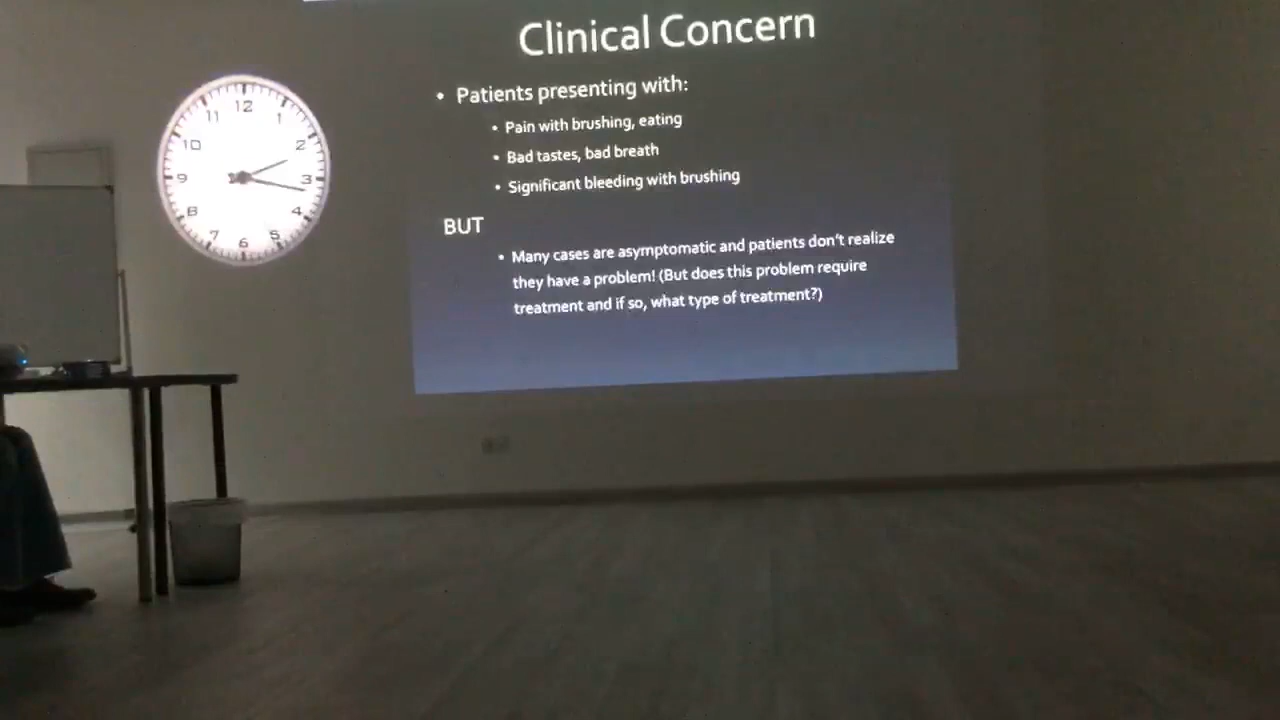 Clinical Concern
• Patients presenting with:
• Pain with brushing, eating
• Bad tastes, bad breath
• Significant bleeding with brushing
BUT
• Many cases are asymptomatic and patients don't realize
they have a problem! (But does this problem require
treatment and if so, what type of treatment?)
12
1
2
3
4
5
6
7
8
9
10
11